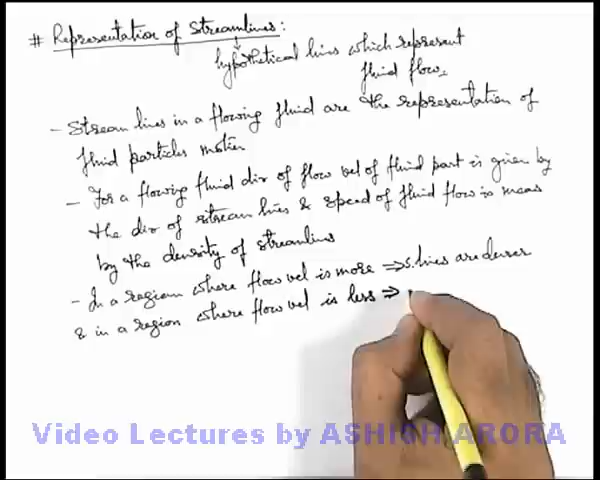 # Representation of Streamlines:
hypothetical lines which represent
fluid flow.
- Stream lines in a flowing fluid are the representation of
fluid particles motion
- For a flowing fluid dir of flow vel of fluid part is given by
the dir of stream lines & speed of fluid flow is meas
by the density of streamlines
- In a region where flow vel is more ⇒ s.lines are denser
& in a region where flow vel is less ⇒
Video Lectures by ASHISH ARORA